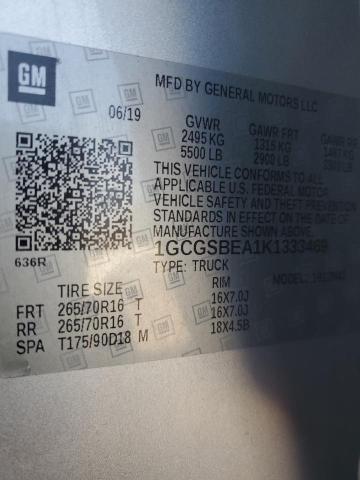 GM
MFD BY GENERAL MOTORS LLC
06/19
GVWR GAWR FRT GAWR RR
2495 KG 1315 KG
5500 LB 2900 LB
THIS VEHICLE CONFORMS TO ALL
APPLICABLE U.S. FEDERAL MOTOR
VEHICLE SAFETY AND THEFT PREVENTION
STANDARDS IN EFFECT ON THE DATE OF
MANUFACTURE SHOWN ABOVE.
1GCGSBEA1K1333469
636R
TYPE: TRUCK MODEL:
TIRE SIZE RIM
FRT 265/70R16 T 16X7.0J
RR 265/70R16 T 16X7.0J
SPA T175/90D18 M 18X4.5B